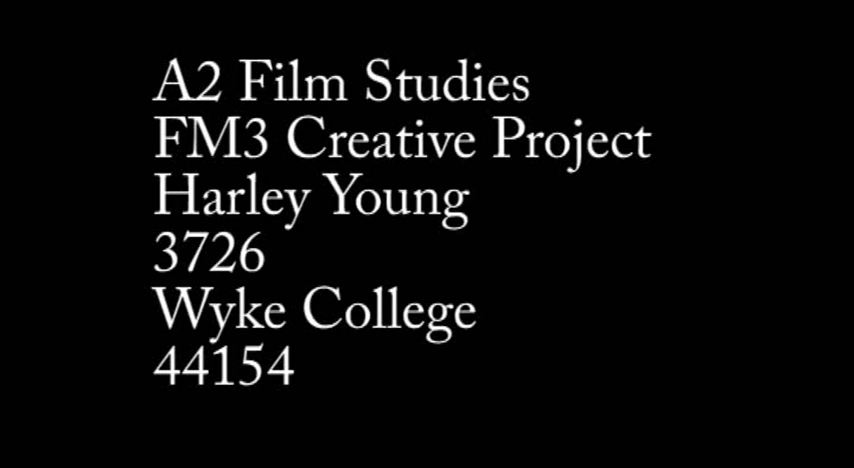 A2 Film Studies
FM3 Creative Project
Harley Young
3726
Wyke College
44154